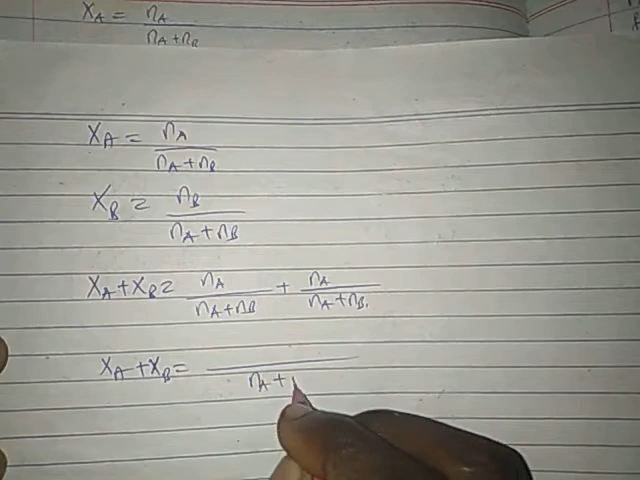 X_A = n_A / n_A + n_B
X_A = n_A / n_A + n_B
X_B = n_B / n_A + n_B
X_A + X_B = n_A / n_A + n_B + n_A / n_A + n_B.
X_A + X_B = / n_A +